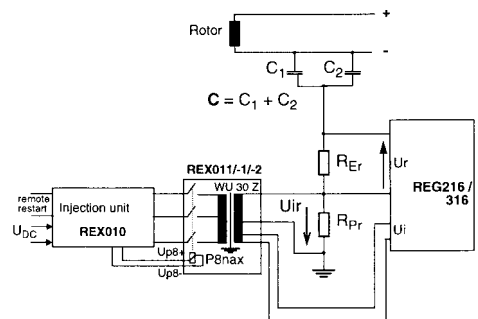 +
Rotor
-
C1 C2
C = C1 + C2
REX011/-1/-2
REr
Ur
REG216 /
316
WU 30 Z
remote
restart
Injection unit
REX010
UDC
Uir
RPr
Ui
Up8+
P8nax
Up8-